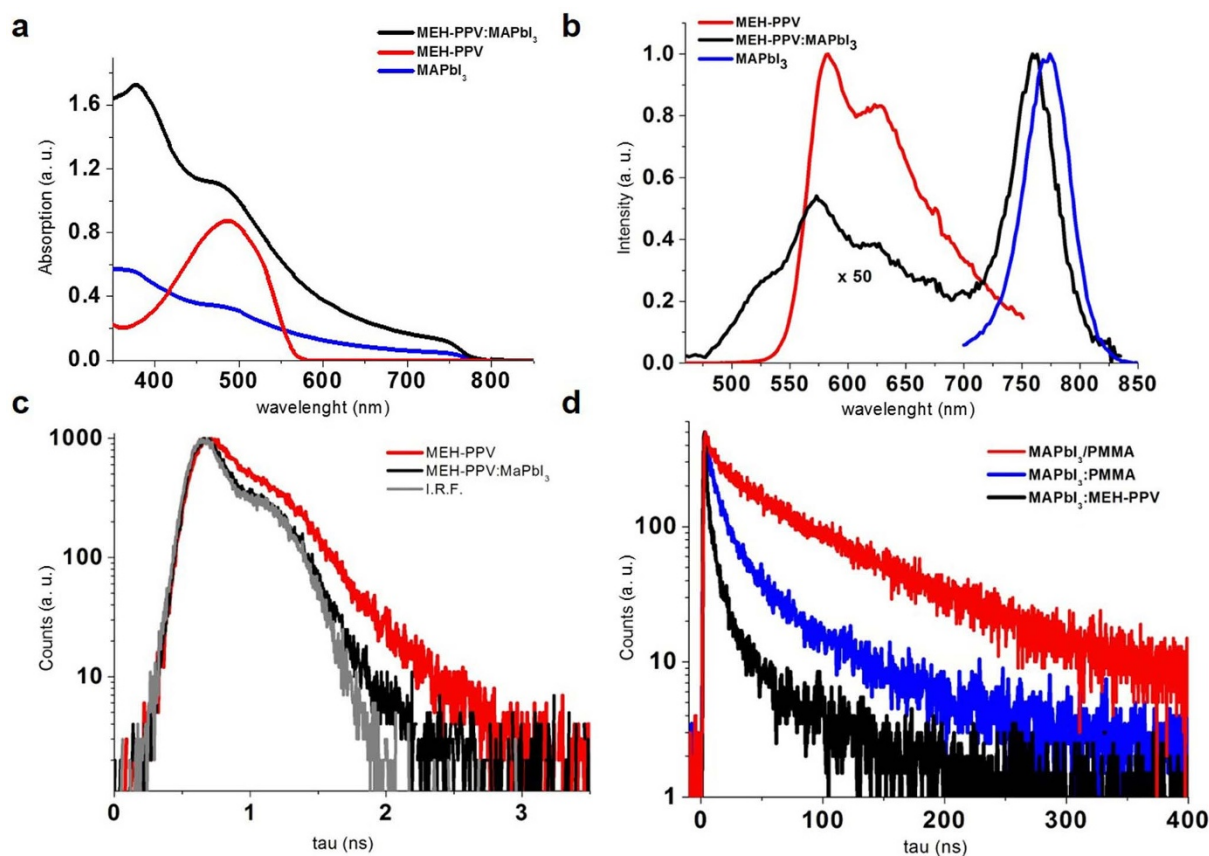 a
MEH-PPV:MAPbI₃
MEH-PPV
MAPbI₃
1.6
1.2
0.8
0.4
0.0
Absorption (a. u.)
400 500 600 700 800
wavelenght (nm)
b
MEH-PPV
MEH-PPV:MAPbI₃
MAPbI₃
1.0
0.8
0.6
0.4
0.2
0.0
Intensity (a. u.)
x 50
500 550 600 650 700 750 800 850
wavelenght (nm)
c
MEH-PPV
MEH-PPV:MaPbI₃
I.R.F.
1000
100
10
Counts (a. u.)
0 1 2 3
tau (ns)
d
MAPbI₃/PMMA
MAPbI₃:PMMA
MAPbI₃:MEH-PPV
100
10
1
Counts (a. u.)
0 100 200 300 400
tau (ns)